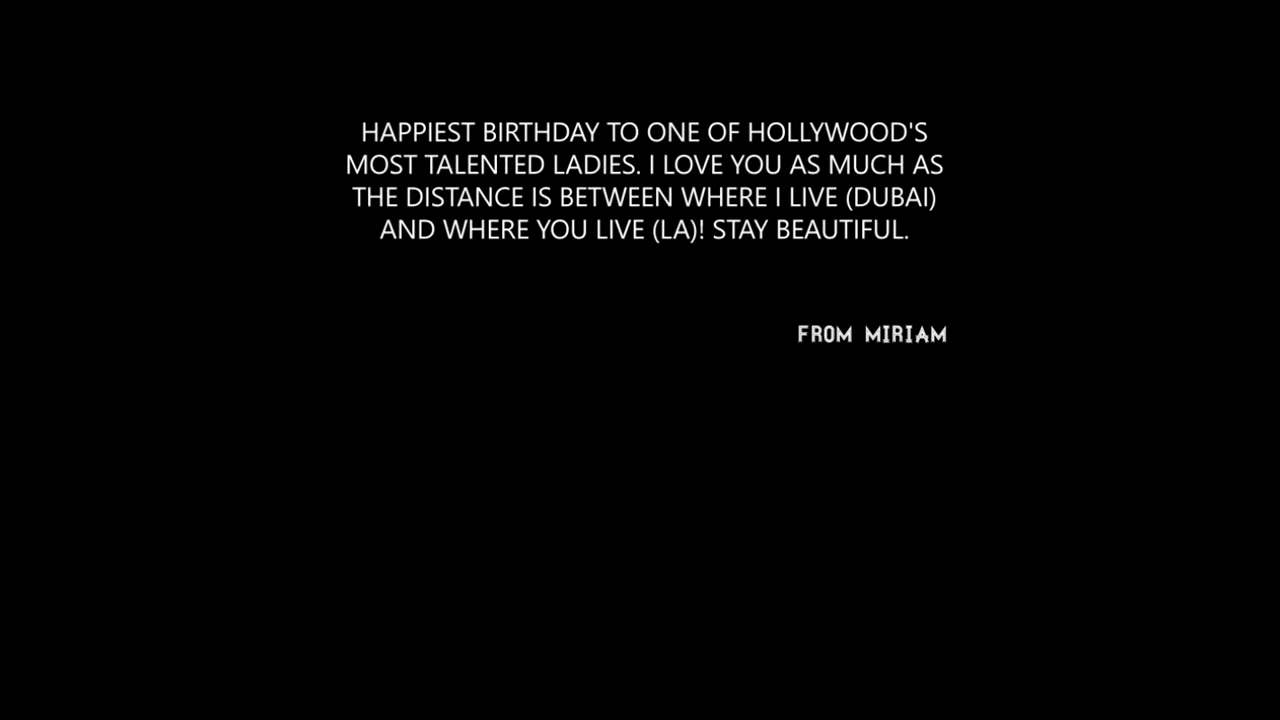 HAPPIEST BIRTHDAY TO ONE OF HOLLYWOOD'S
MOST TALENTED LADIES. I LOVE YOU AS MUCH AS
THE DISTANCE IS BETWEEN WHERE I LIVE (DUBAI)
AND WHERE YOU LIVE (LA)! STAY BEAUTIFUL.
FROM MIRIAM